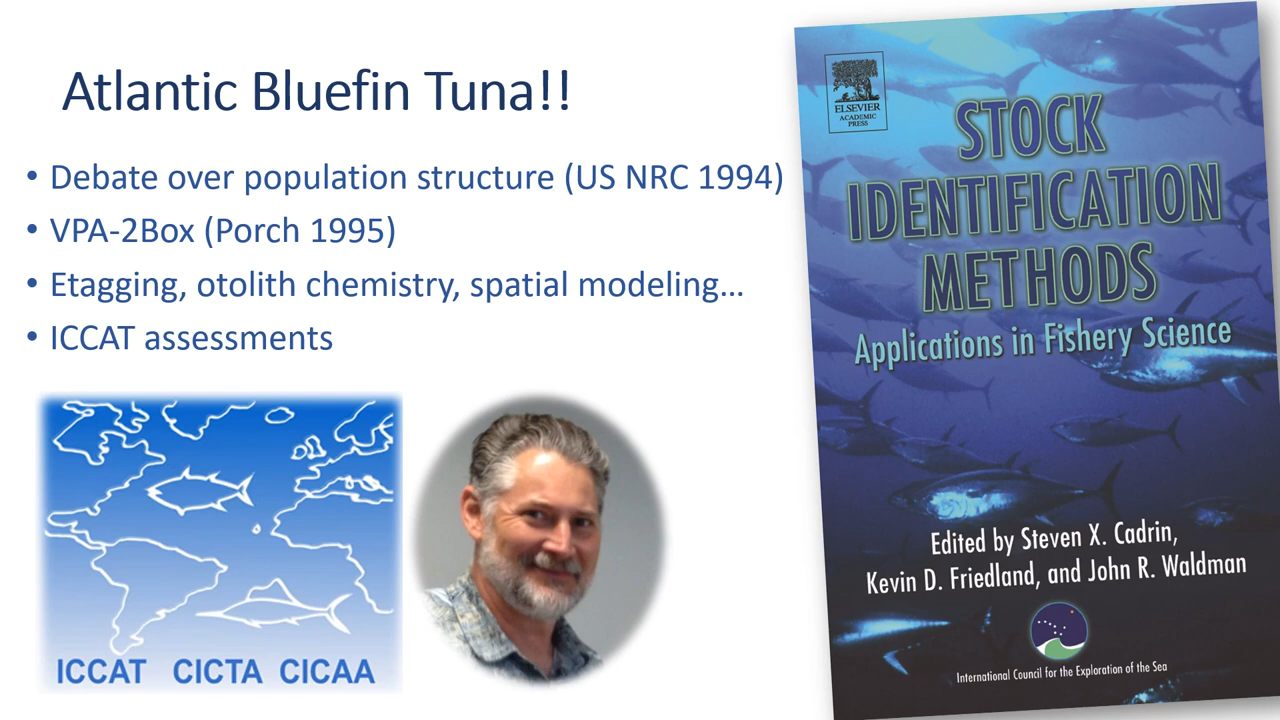 Atlantic Bluefin Tuna!!
• Debate over population structure (US NRC 1994)
• VPA-2Box (Porch 1995)
• Etagging, otolith chemistry, spatial modeling…
• ICCAT assessments
ICCAT CICTA CICAA
ELSEVIER
ACADEMIC
PRESS
STOCK
IDENTIFICATION
METHODS
Applications in Fishery Science
Edited by Steven X. Cadrin,
Kevin D. Friedland, and John R. Waldman
International Council for the Exploration of the Sea